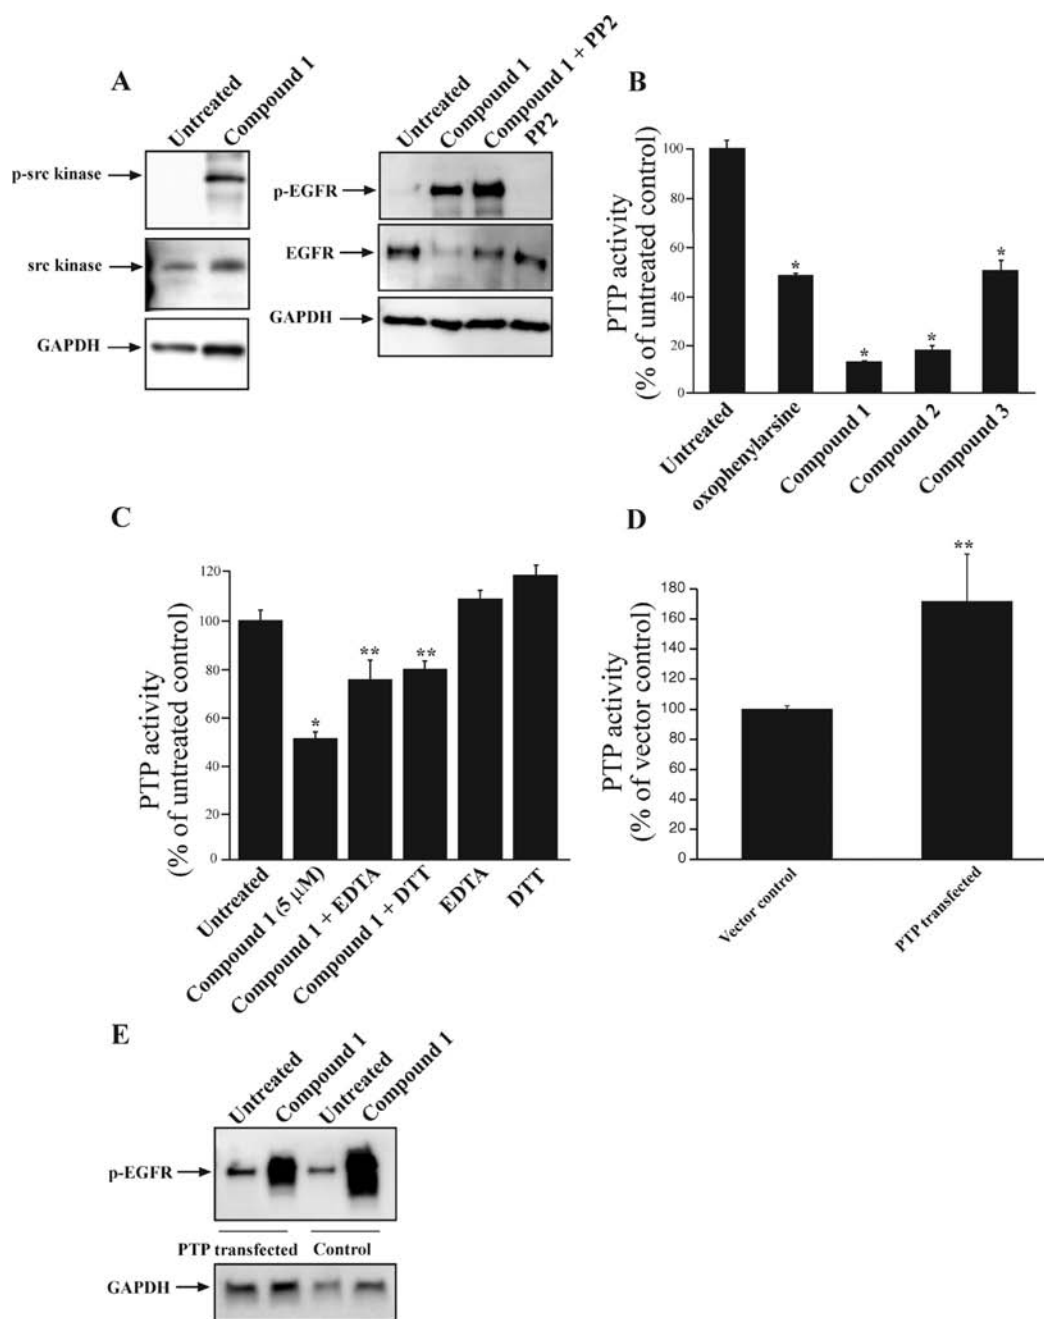 A
Untreated
Compound 1
p-src kinase
src kinase
GAPDH
Untreated
Compound 1
Compound 1 + PP2
PP2
p-EGFR
EGFR
GAPDH
B
PTP activity
(% of untreated control)
100
80
60
40
20
0
*
*
*
*
Untreated
oxophenylarsine
Compound 1
Compound 2
Compound 3
C
PTP activity
(% of untreated control)
120
100
80
60
40
20
0
*
**
**
Untreated
Compound 1 (5 µM)
Compound 1 + EDTA
Compound 1 + DTT
EDTA
DTT
D
PTP activity
(% of vector control)
180
160
140
120
100
80
60
40
20
0
**
Vector control
PTP transfected
E
Untreated
Compound 1
Untreated
Compound 1
p-EGFR
PTP transfected
Control
GAPDH